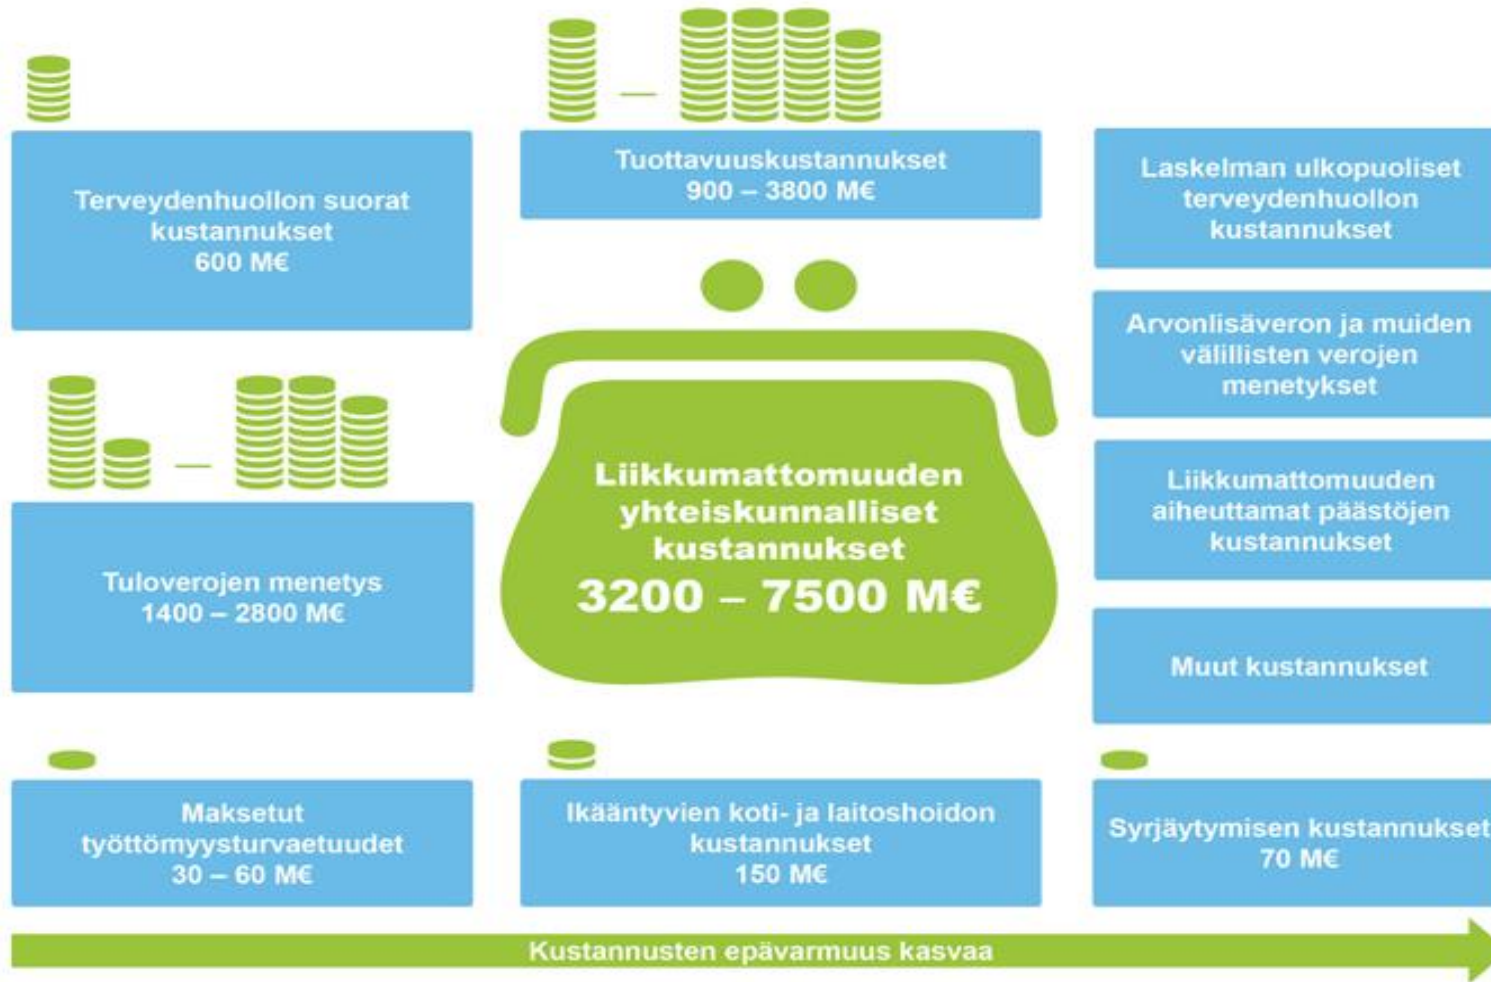 Terveydenhuollon suorat
kustannukset
600 M€
Tuottavuuskustannukset
900 – 3800 M€
Laskelman ulkopuoliset
terveydenhuollon
kustannukset
Arvonlisäveron ja muiden
välillisten verojen
menetykset
Liikkumattomuuden
yhteiskunnalliset
kustannukset
3200 – 7500 M€
Liikkumattomuuden
aiheuttamat päästöjen
kustannukset
Tuloverojen menetys
1400 – 2800 M€
Muut kustannukset
Maksetut
työttömyysturvaetuudet
30 – 60 M€
Ikääntyvien koti- ja laitoshoidon
kustannukset
150 M€
Syrjäytymisen kustannukset
70 M€
Kustannusten epävarmuus kasvaa